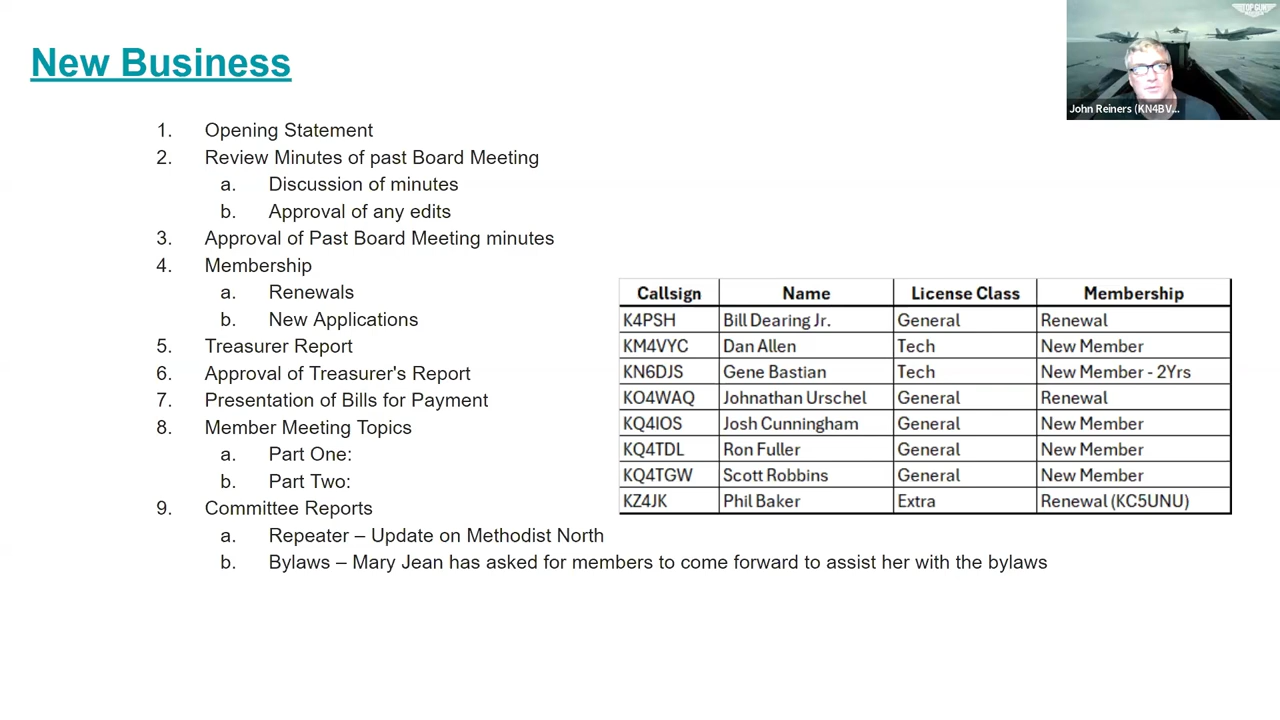 New Business
TOP GUN
John Reiners (KN4BV...
1. Opening Statement
2. Review Minutes of past Board Meeting
a. Discussion of minutes
b. Approval of any edits
3. Approval of Past Board Meeting minutes
4. Membership
a. Renewals
b. New Applications
5. Treasurer Report
6. Approval of Treasurer's Report
7. Presentation of Bills for Payment
8. Member Meeting Topics
a. Part One:
b. Part Two:
9. Committee Reports
a. Repeater – Update on Methodist North
b. Bylaws – Mary Jean has asked for members to come forward to assist her with the bylaws
Callsign Name License Class Membership
K4PSH Bill Dearing Jr. General Renewal
KM4VYC Dan Allen Tech New Member
KN6DJS Gene Bastian Tech New Member - 2Yrs
KO4WAQ Johnathan Urschel General Renewal
KQ4IOS Josh Cunningham General New Member
KQ4TDL Ron Fuller General New Member
KQ4TGW Scott Robbins General New Member
KZ4JK Phil Baker Extra Renewal (KC5UNU)